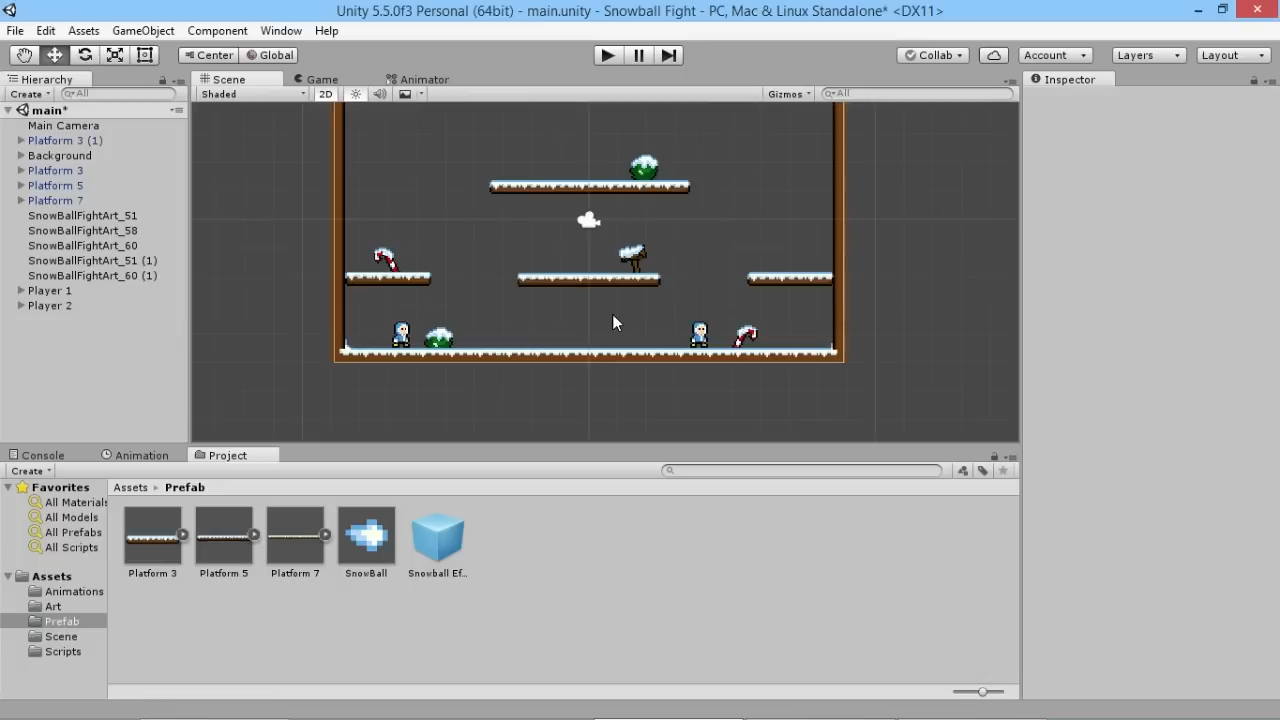 Unity 5.5.0f3 Personal (64bit) - main.unity - Snowball Fight - PC, Mac & Linux Standalone* <DX11>
File Edit Assets GameObject Component Window Help
Center Global Collab Account Layers Layout
Hierarchy Scene Game Animator Inspector
Create All Shaded 2D Gizmos All
main*
Main Camera
Platform 3 (1)
Background
Platform 3
Platform 5
Platform 7
SnowBallFightArt_51
SnowBallFightArt_58
SnowBallFightArt_60
SnowBallFightArt_51 (1)
SnowBallFightArt_60 (1)
Player 1
Player 2
Console Animation Project
Create
Favorites
All Materials
All Models
All Prefabs
All Scripts
Assets
Animations
Art
Prefab
Scene
Scripts
Assets Prefab
Platform 3 Platform 5 Platform 7 SnowBall Snowball Ef...